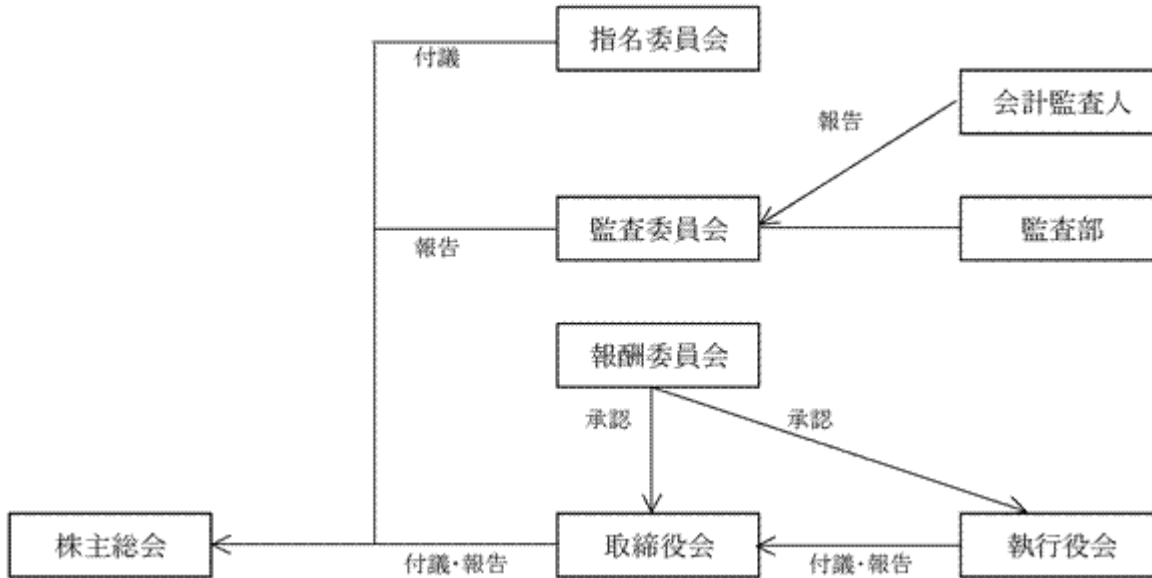 指名委員会
付議
会計監査人
報告
監査委員会
監査部
報告
報酬委員会
承認
承認
株主総会
取締役会
執行役会
付議・報告
付議・報告